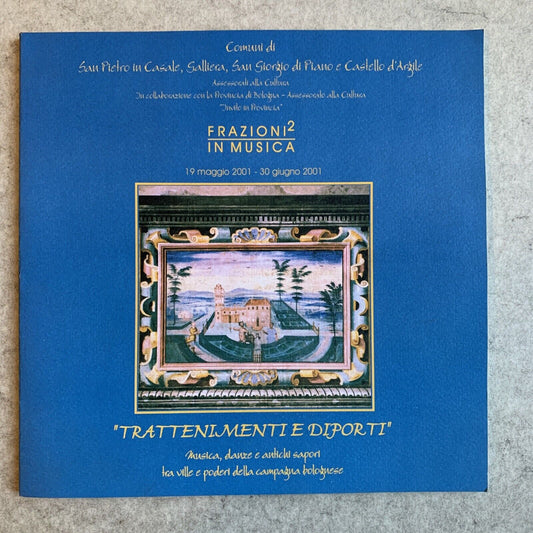 Comuni di
San Pietro in Casale, Galliera, San Giorgio di Piano e Castello d'Argile
Assessorati alla Cultura
In collaborazione con la Provincia di Bologna - Assessorato alla Cultura
"Invito in Provincia"
FRAZIONI²
IN MUSICA
19 maggio 2001 - 30 giugno 2001
"TRATTENIMENTI E DIPORTI"
Musica, danze e antichi sapori
tra ville e poderi della campagna bolognese